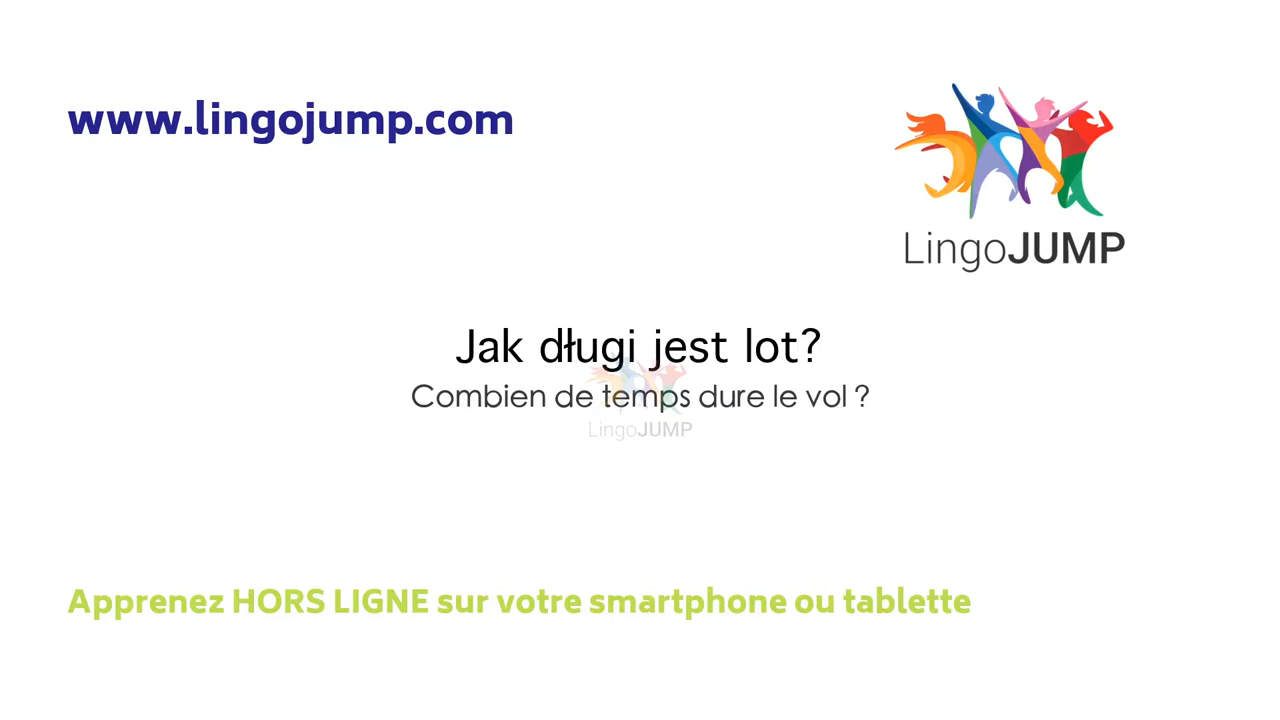 www.lingojump.com
LingoJUMP
Jak długi jest lot?
Combien de temps dure le vol ?
LingoJUMP
Apprenez HORS LIGNE sur votre smartphone ou tablette